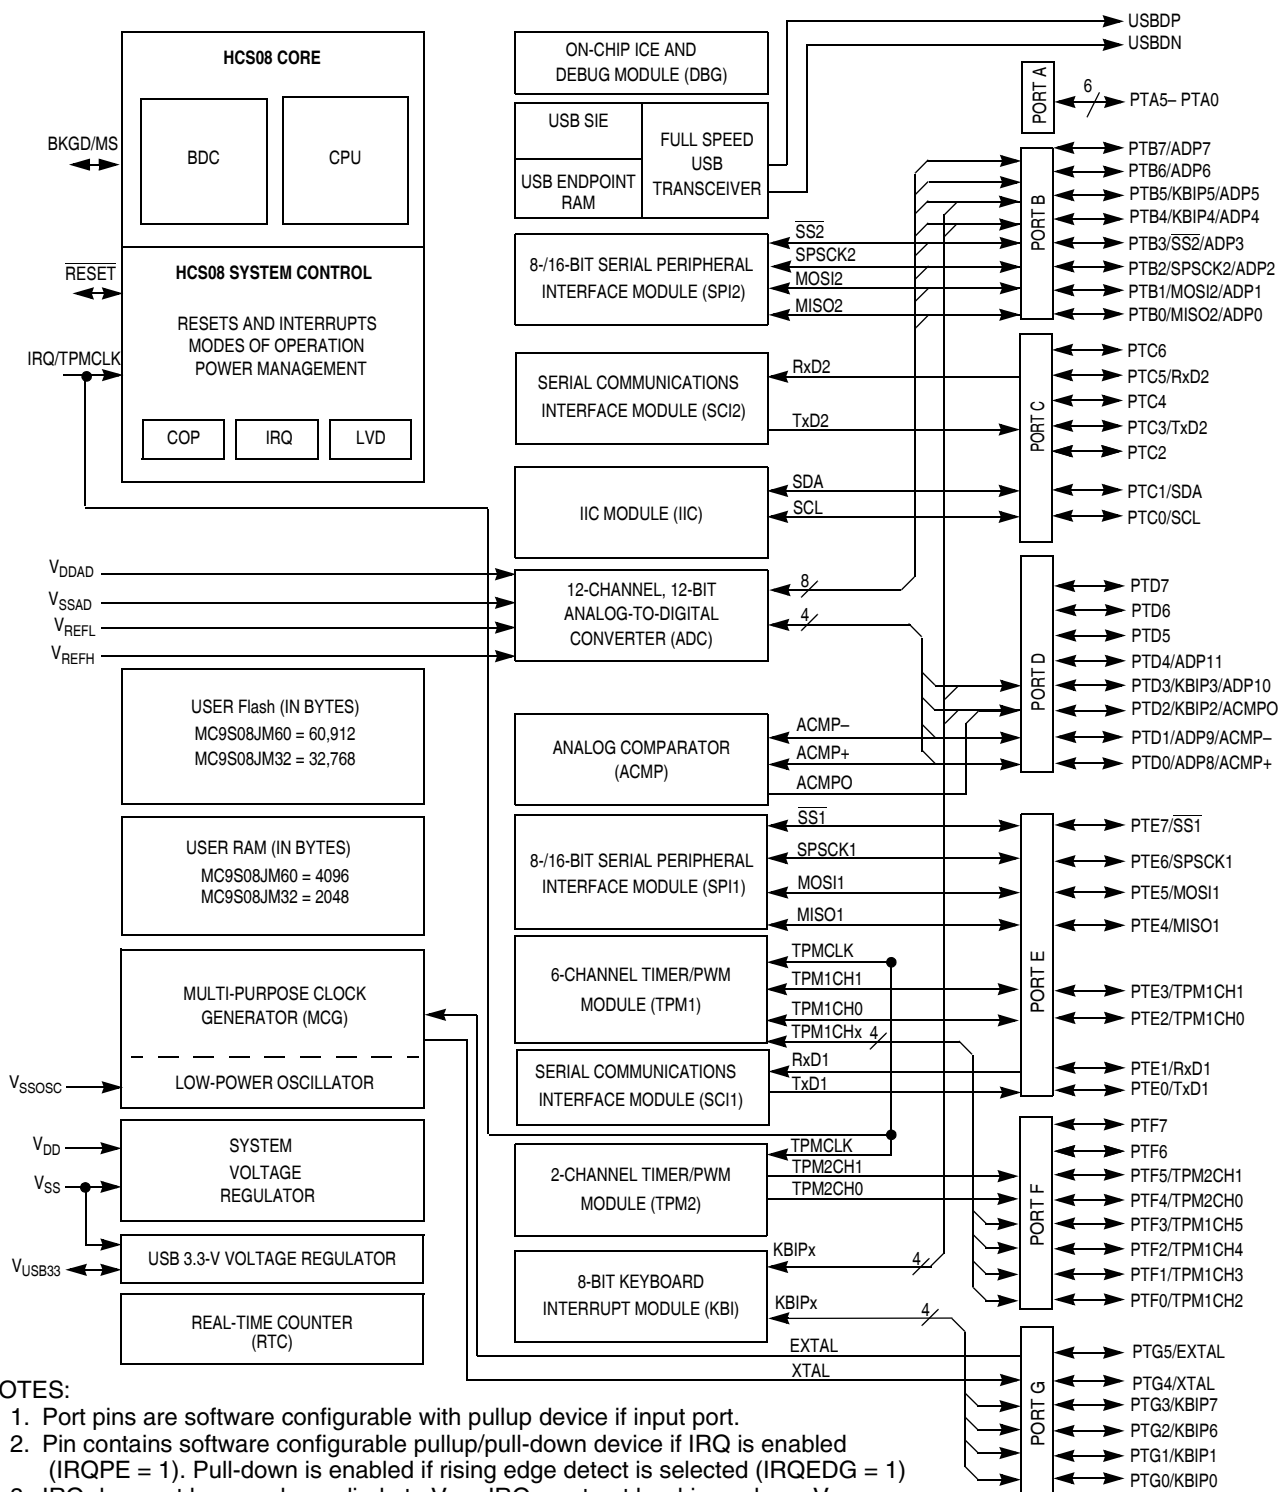 HCS08 CORE
BDC
CPU
BKGD/MS
RESET
HCS08 SYSTEM CONTROL
RESETS AND INTERRUPTS
MODES OF OPERATION
POWER MANAGEMENT
IRQ/TPMCLK
COP
IRQ
LVD
VDDAD
VSSAD
VREFL
VREFH
USER Flash (IN BYTES)
MC9S08JM60 = 60,912
MC9S08JM32 = 32,768
USER RAM (IN BYTES)
MC9S08JM60 = 4096
MC9S08JM32 = 2048
MULTI-PURPOSE CLOCK
GENERATOR (MCG)
LOW-POWER OSCILLATOR
VSSOSC
VDD
VSS
SYSTEM
VOLTAGE
REGULATOR
VUSB33
USB 3.3-V VOLTAGE REGULATOR
REAL-TIME COUNTER
(RTC)
ON-CHIP ICE AND
DEBUG MODULE (DBG)
USB SIE
USB ENDPOINT
RAM
FULL SPEED
USB
TRANSCEIVER
8-/16-BIT SERIAL PERIPHERAL
INTERFACE MODULE (SPI2)
SS2
SPSCK2
MOSI2
MISO2
SERIAL COMMUNICATIONS
INTERFACE MODULE (SCI2)
RxD2
TxD2
IIC MODULE (IIC)
SDA
SCL
12-CHANNEL, 12-BIT
ANALOG-TO-DIGITAL
CONVERTER (ADC)
8
4
ANALOG COMPARATOR
(ACMP)
ACMP–
ACMP+
ACMPO
8-/16-BIT SERIAL PERIPHERAL
INTERFACE MODULE (SPI1)
SS1
SPSCK1
MOSI1
MISO1
6-CHANNEL TIMER/PWM
MODULE (TPM1)
TPMCLK
TPM1CH1
TPM1CH0
TPM1CHx 4
SERIAL COMMUNICATIONS
INTERFACE MODULE (SCI1)
RxD1
TxD1
2-CHANNEL TIMER/PWM
MODULE (TPM2)
TPMCLK
TPM2CH1
TPM2CH0
8-BIT KEYBOARD
INTERRUPT MODULE (KBI)
KBIPx 4
KBIPx 4
EXTAL
XTAL
USBDP
USBDN
PORT A
6
PTA5– PTA0
PORT B
PTB7/ADP7
PTB6/ADP6
PTB5/KBIP5/ADP5
PTB4/KBIP4/ADP4
PTB3/SS2/ADP3
PTB2/SPSCK2/ADP2
PTB1/MOSI2/ADP1
PTB0/MISO2/ADP0
PORT C
PTC6
PTC5/RxD2
PTC4
PTC3/TxD2
PTC2
PTC1/SDA
PTC0/SCL
PORT D
PTD7
PTD6
PTD5
PTD4/ADP11
PTD3/KBIP3/ADP10
PTD2/KBIP2/ACMPO
PTD1/ADP9/ACMP–
PTD0/ADP8/ACMP+
PORT E
PTE7/SS1
PTE6/SPSCK1
PTE5/MOSI1
PTE4/MISO1
PTE3/TPM1CH1
PTE2/TPM1CH0
PTE1/RxD1
PTE0/TxD1
PORT F
PTF7
PTF6
PTF5/TPM2CH1
PTF4/TPM2CH0
PTF3/TPM1CH5
PTF2/TPM1CH4
PTF1/TPM1CH3
PTF0/TPM1CH2
PORT G
PTG5/EXTAL
PTG4/XTAL
PTG3/KBIP7
PTG2/KBIP6
PTG1/KBIP1
PTG0/KBIP0
OTES:
1. Port pins are software configurable with pullup device if input port.
2. Pin contains software configurable pullup/pull-down device if IRQ is enabled
(IRQPE = 1). Pull-down is enabled if rising edge detect is selected (IRQEDG = 1)